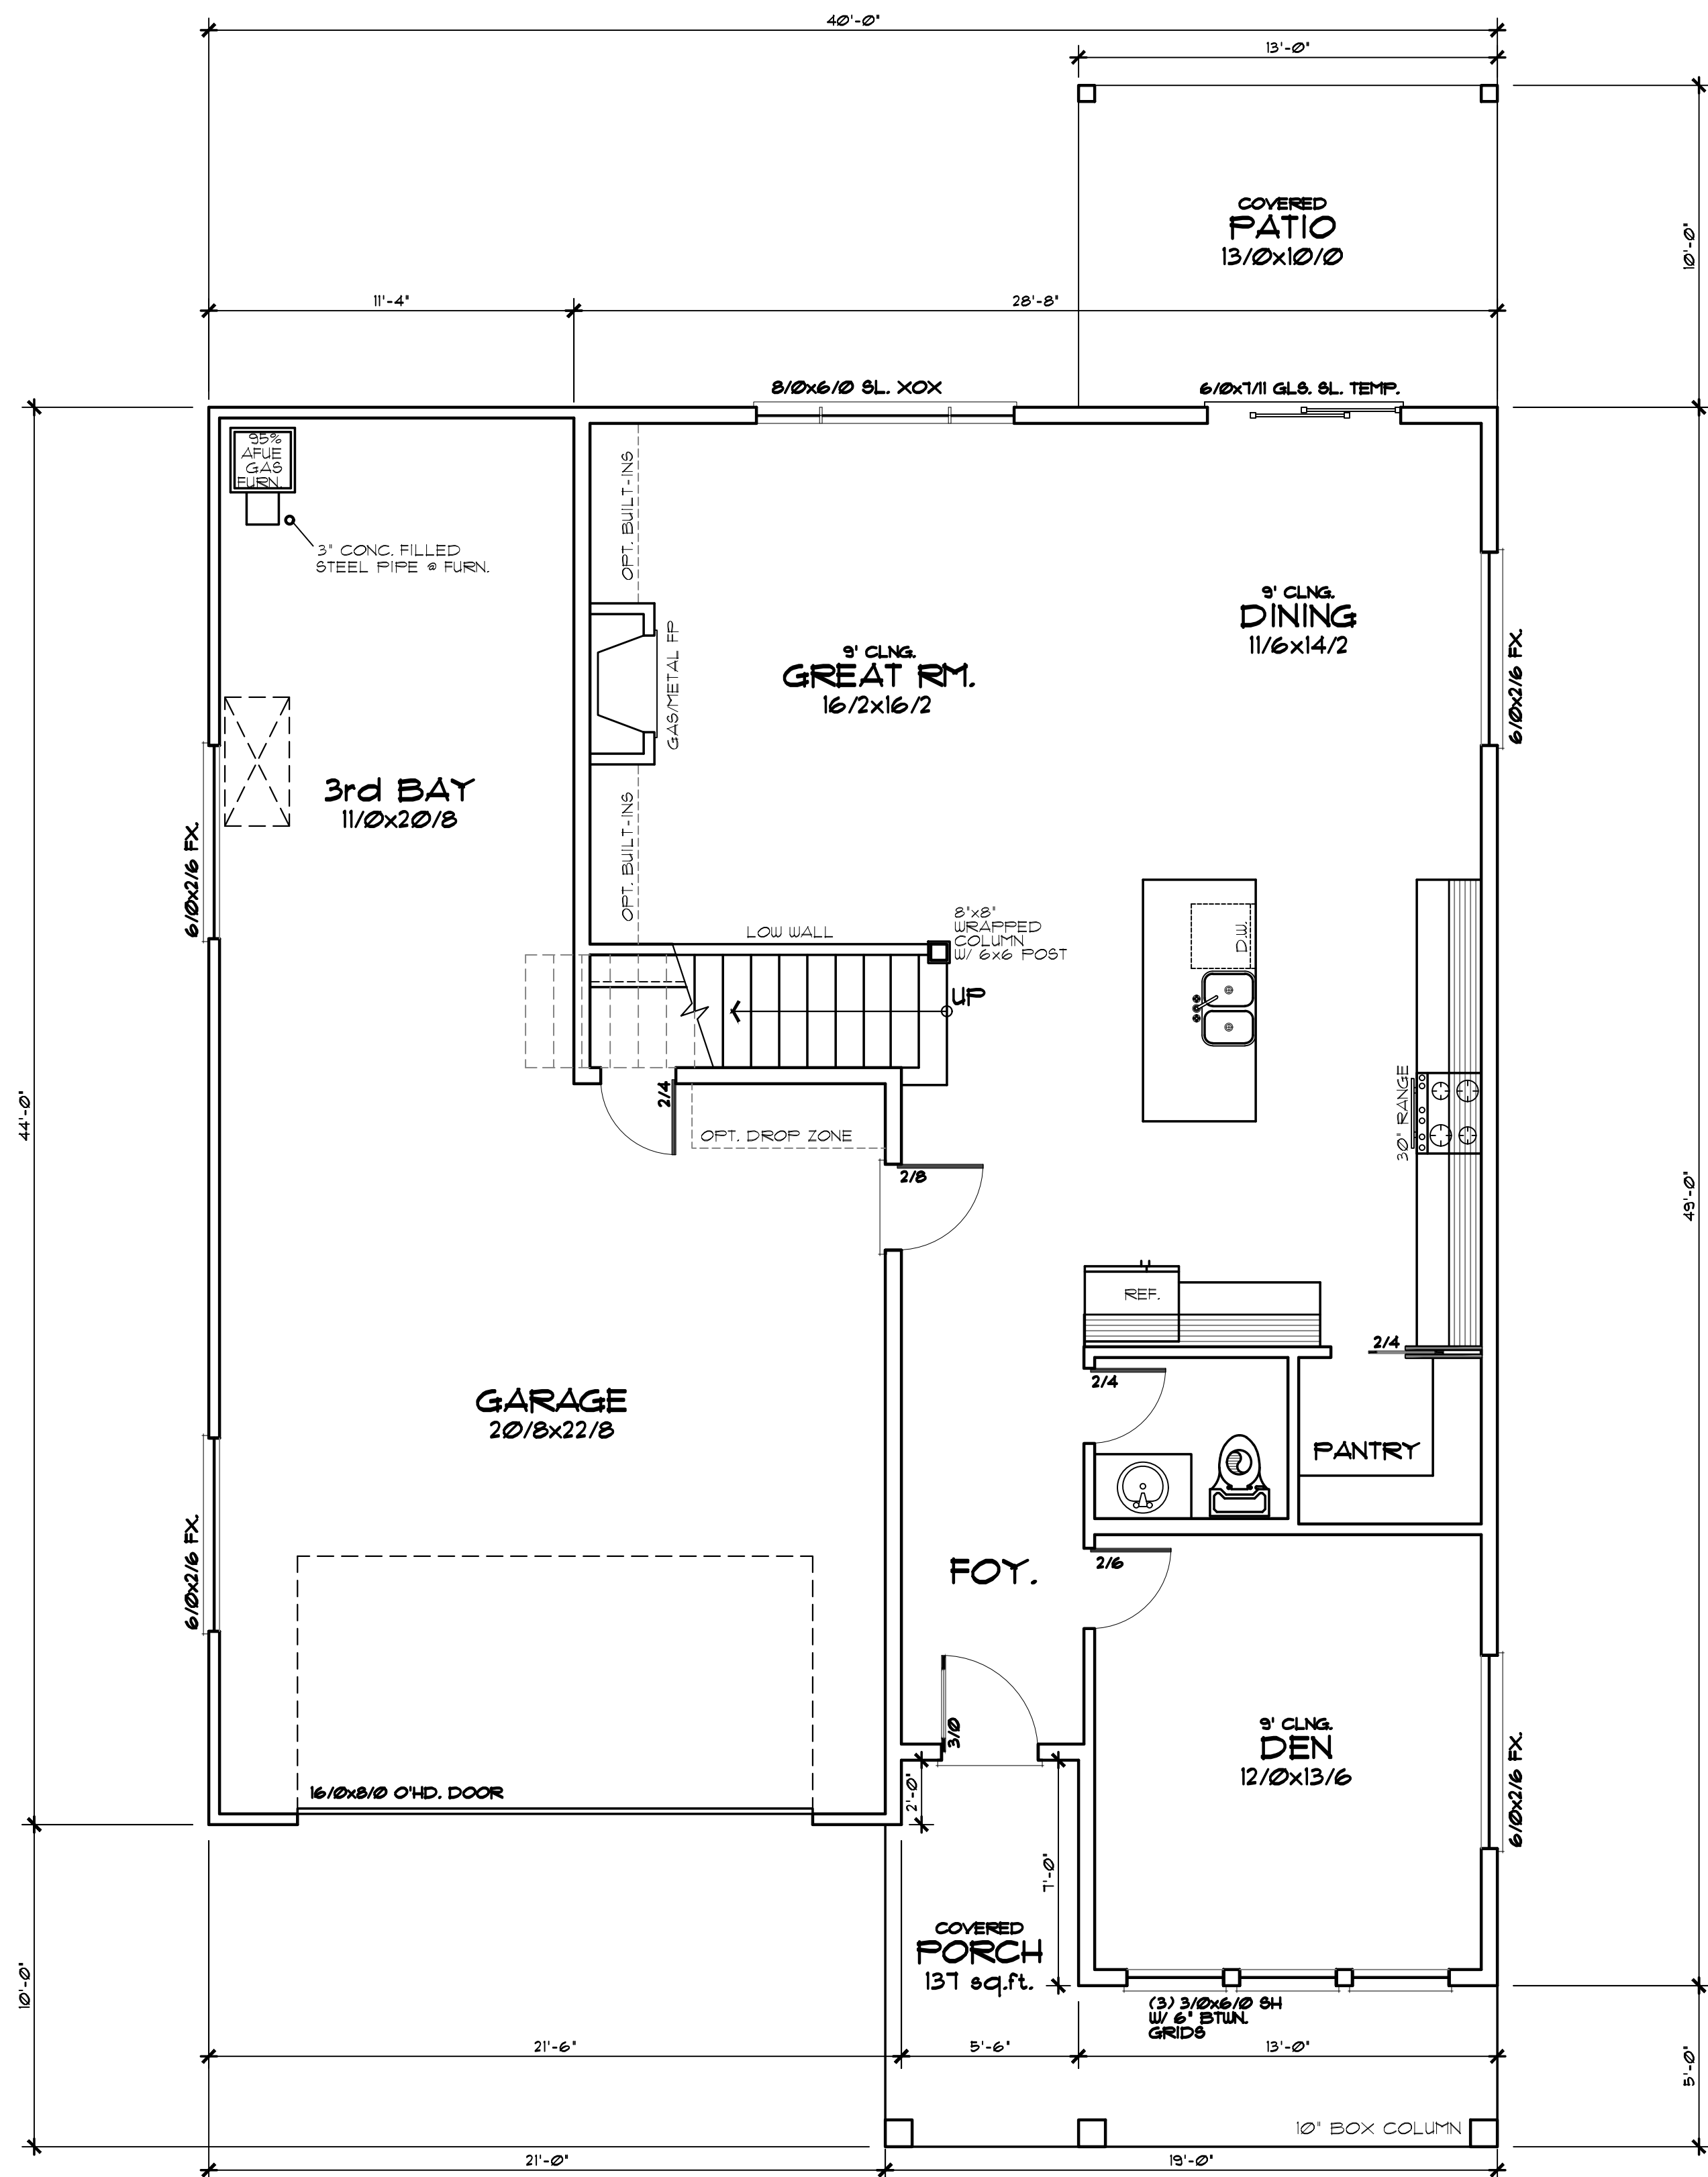 40'-0"
13'-0"
10'-0"
COVERED
PATIO
13/0x10/0
11'-4"
28'-8"
8/0x6/0 SL. XOX
6/0x7/11 GLS. SL. TEMP.
95%
AFUE
GAS
FURN.
3" CONC. FILLED
STEEL PIPE @ FURN.
OPT. BUILT-INS
GAS/METAL FP
OPT. BUILT-INS
9' CLNG.
GREAT RM.
16/2x16/2
9' CLNG.
DINING
11/6x14/2
6/0x2/6 FX.
3rd BAY
11/0x20/8
6/0x2/6 FX.
LOW WALL
8"x8"
WRAPPED
COLUMN
W/ 6x6 POST
UP
D.W.
30" RANGE
44'-0"
49'-0"
2/4
OPT. DROP ZONE
2/8
REF.
2/4
2/4
PANTRY
GARAGE
20/8x22/8
6/0x2/6 FX.
FOY.
2/6
3/0
9' CLNG.
DEN
12/0x13/6
6/0x2/6 FX.
16/0x8/0 O'HD. DOOR
2'-0"
7'-0"
COVERED
PORCH
137 sq.ft.
(3) 3/0x6/0 SH
W/ 6" BTWN.
GRIDS
10'-0"
21'-6"
5'-6"
13'-0"
5'-0"
10" BOX COLUMN
21'-0"
19'-0"